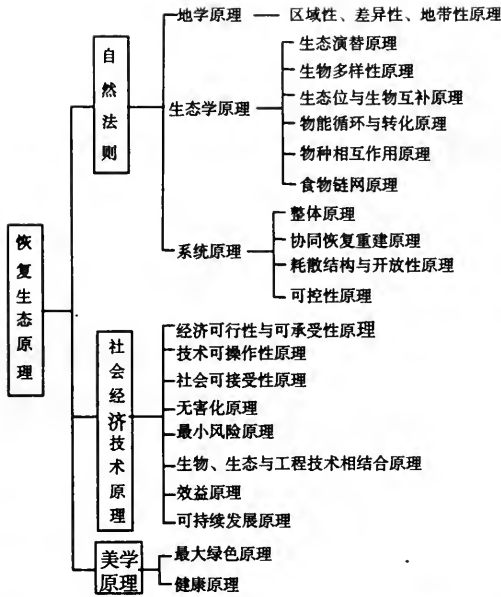 恢复生态原理
自然法则
地学原理
区域性、差异性、地带性原理
生态学原理
生态演替原理
生物多样性原理
生态位与生物互补原理
物能循环与转化原理
物种相互作用原理
食物链网原理
系统原理
整体原理
协同恢复重建原理
耗散结构与开放性原理
可控性原理
社会经济技术原理
经济可行性与可承受性原理
技术可操作性原理
社会可接受性原理
无害化原理
最小风险原理
生物、生态与工程技术相结合原理
效益原理
可持续发展原理
美学
原理
最大绿色原理
健康原理